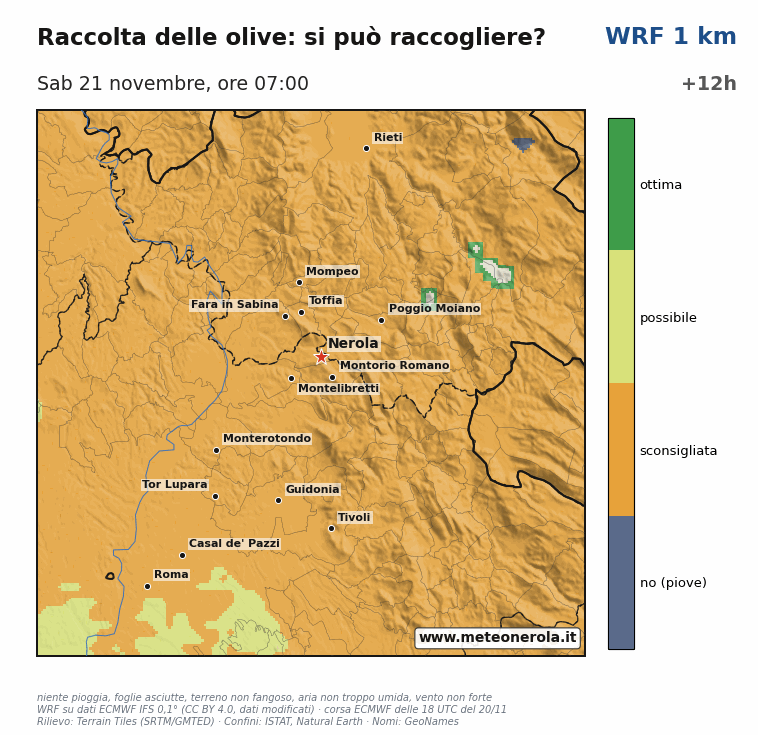 Raccolta delle olive: si può raccogliere?
WRF 1 km
Sab 21 novembre, ore 07:00
+12h
Rieti
Mompeo
Fara in Sabina
Toffia
Poggio Moiano
Nerola
Montorio Romano
Montelibretti
Monterotondo
Tor Lupara
Guidonia
Tivoli
Casal de' Pazzi
Roma
www.meteonerola.it
ottima
possibile
sconsigliata
no (piove)
niente pioggia, foglie asciutte, terreno non fangoso, aria non troppo umida, vento non forte
WRF su dati ECMWF IFS 0,1° (CC BY 4.0, dati modificati) · corsa ECMWF delle 18 UTC del 20/11
Rilievo: Terrain Tiles (SRTM/GMTED) · Confini: ISTAT, Natural Earth · Nomi: GeoNames